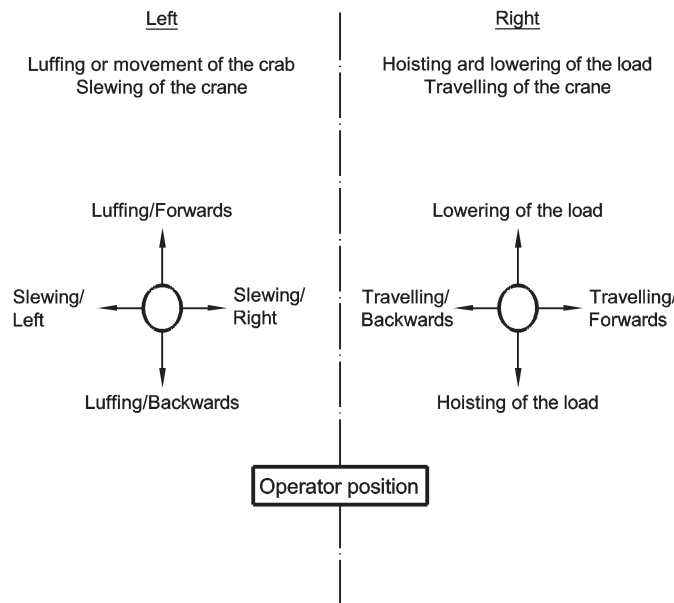 Left
Luffing or movement of the crab
Slewing of the crane
Luffing/Forwards
Slewing/
Left
Slewing/
Right
Luffing/Backwards
Right
Hoisting ard lowering of the load
Travelling of the crane
Lowering of the load
Travelling/
Backwards
Travelling/
Forwards
Hoisting of the load
Operator position